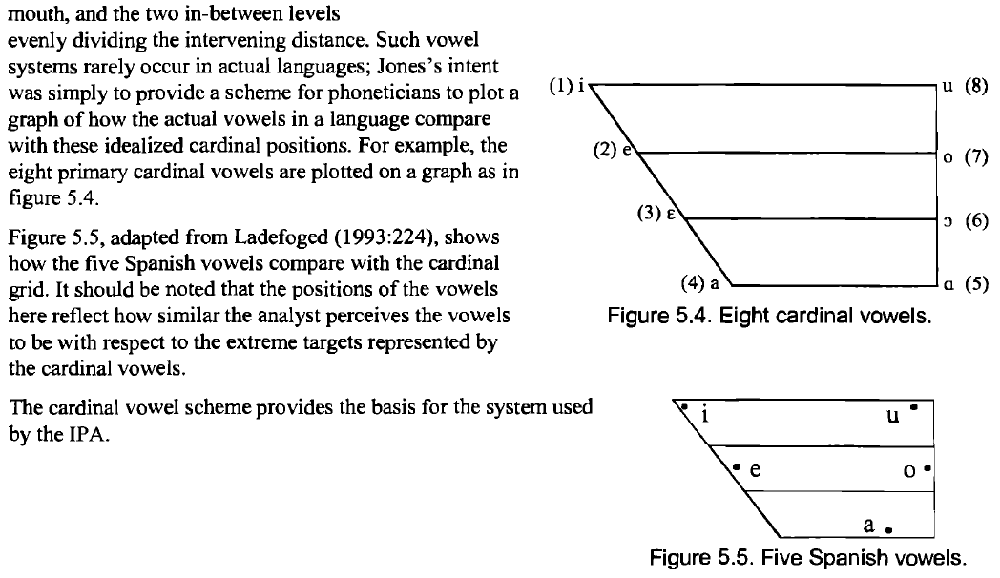 mouth, and the two in-between levels
evenly dividing the intervening distance. Such vowel
systems rarely occur in actual languages; Jones's intent
was simply to provide a scheme for phoneticians to plot a
graph of how the actual vowels in a language compare
with these idealized cardinal positions. For example, the
eight primary cardinal vowels are plotted on a graph as in
figure 5.4.
Figure 5.5, adapted from Ladefoged (1993:224), shows
how the five Spanish vowels compare with the cardinal
grid. It should be noted that the positions of the vowels
here reflect how similar the analyst perceives the vowels
to be with respect to the extreme targets represented by
the cardinal vowels.
The cardinal vowel scheme provides the basis for the system used
by the IPA.
(1) i u (8)
(2) e o (7)
(3) ɛ ɔ (6)
(4) a ɑ (5)
Figure 5.4. Eight cardinal vowels.
i u
e o
a
Figure 5.5. Five Spanish vowels.